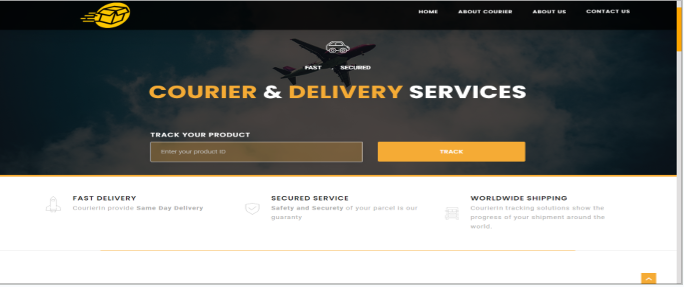 HOME ABOUT COURIER ABOUT US CONTACT US
FAST SECURED
COURIER & DELIVERY SERVICES
TRACK YOUR PRODUCT
Enter your product ID TRACK
FAST DELIVERY
CourierIn provide Same Day Delivery
SECURED SERVICE
Safety and Securety of your parcel is our
guaranty
WORLDWIDE SHIPPING
CourierIn tracking solutions show the
progress of your shipment around the
world.